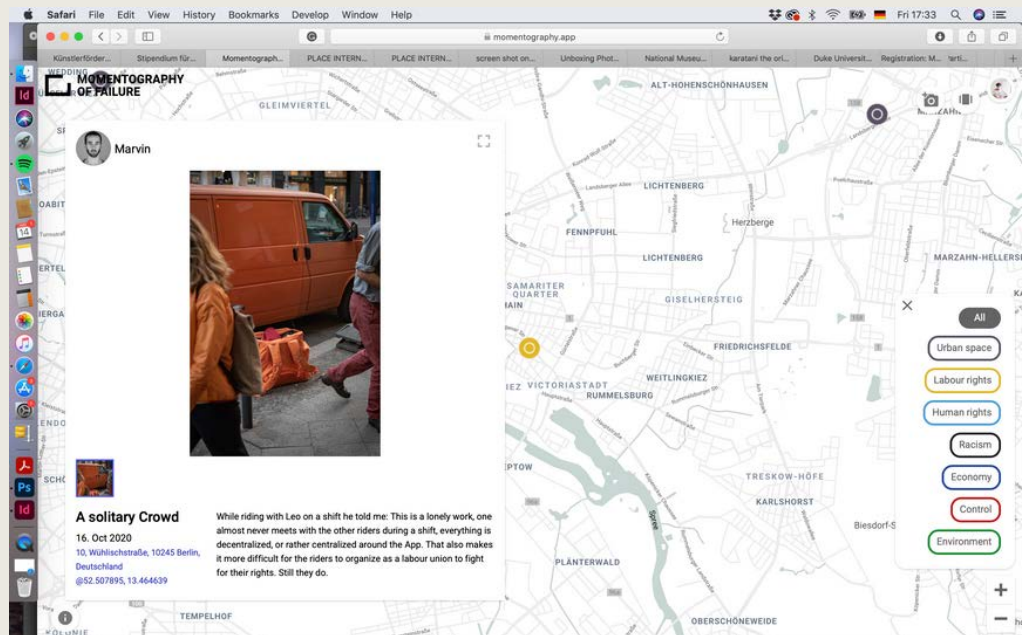 Safari File Edit View History Bookmarks Develop Window Help
Fri 17:33
momentography.app
Künstlerförder...
Stipendium für...
Momentograph...
PLACE INTERN...
PLACE INTERN...
screen shot on...
Unboxing Phot...
National Museu...
karatani the ori...
Duke Universit...
Registration: M...
MOMENTOGRAPHY
OF FAILURE
Marvin
A solitary Crowd
16. Oct 2020
10, Wühlischstraße, 10245 Berlin,
Deutschland
@52.507895, 13.464639
While riding with Leo on a shift he told me: This is a lonely work, one
almost never meets with the other riders during a shift, everything is
decentralized, or rather centralized around the App. That also makes
it more difficult for the riders to organize as a labour union to fight
for their rights. Still they do.
WEDDING
GLEIMVIERTEL
ALT-HOHENSCHÖNHAUSEN
MARZAHN
LICHTENBERG
Herzberge
FENNPFUHL
LICHTENBERG
MARZAHN-HELLERS
SAMARITER
QUARTER
GISELHERSTEIG
FRIEDRICHSFELDE
WEITLINGKIEZ
VICTORIASTADT
RUMMELSBURG
TRESKOW-HÖFE
KARLSHORST
Biesdorf-S
Spree
PLÄNTERWALD
TEMPELHOF
OBERSCHÖNEWEIDE
All
Urban space
Labour rights
Human rights
Racism
Economy
Control
Environment